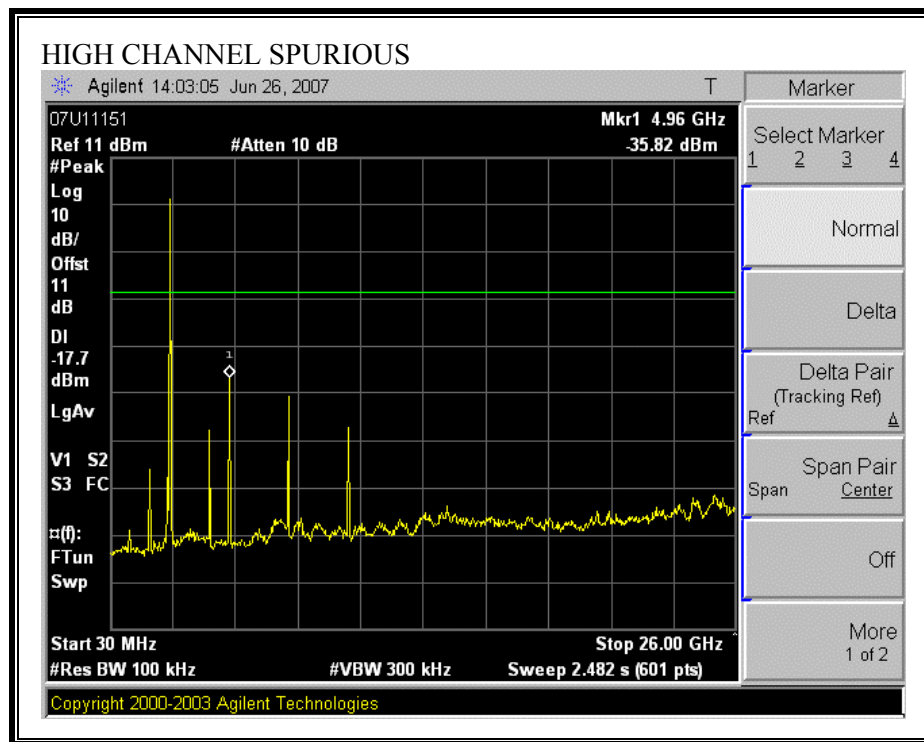 HIGH CHANNEL SPURIOUS
Agilent 14:03:05 Jun 26, 2007 T
07U11151 Mkr1 4.96 GHz
Ref 11 dBm #Atten 10 dB -35.82 dBm
#Peak
Log
10
dB/
Offst
11
dB
DI
-17.7
dBm
LgAv
V1 S2
S3 FC
¤(f):
FTun
Swp
1
Start 30 MHz Stop 26.00 GHz
#Res BW 100 kHz #VBW 300 kHz Sweep 2.482 s (601 pts)
Copyright 2000-2003 Agilent Technologies
Marker
Select Marker
1 2 3 4
Normal
Delta
Delta Pair
(Tracking Ref)
Ref Δ
Span Pair
Span Center
Off
More
1 of 2